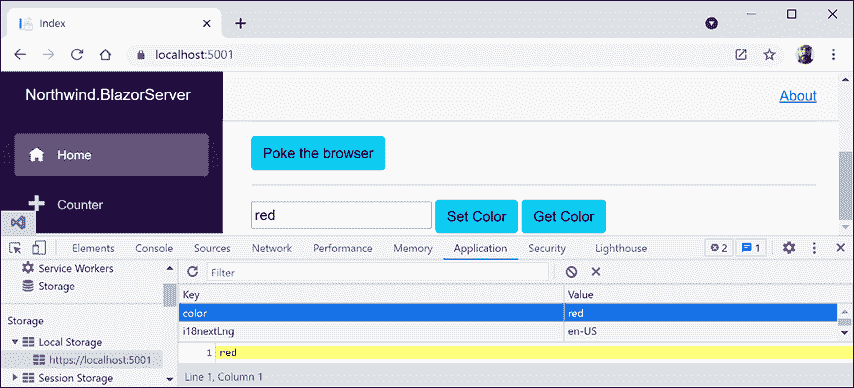 Index
localhost:5001
Northwind.BlazorServer
About
Home
Poke the browser
Counter
red Set Color Get Color
Elements Console Sources Network Performance Memory Application Security Lighthouse 2 1
Service Workers
Storage
Filter
Key Value
Storage
color red
Local Storage
i18nextLng en-US
https://localhost:5001
1 red
Session Storage
Line 1, Column 1